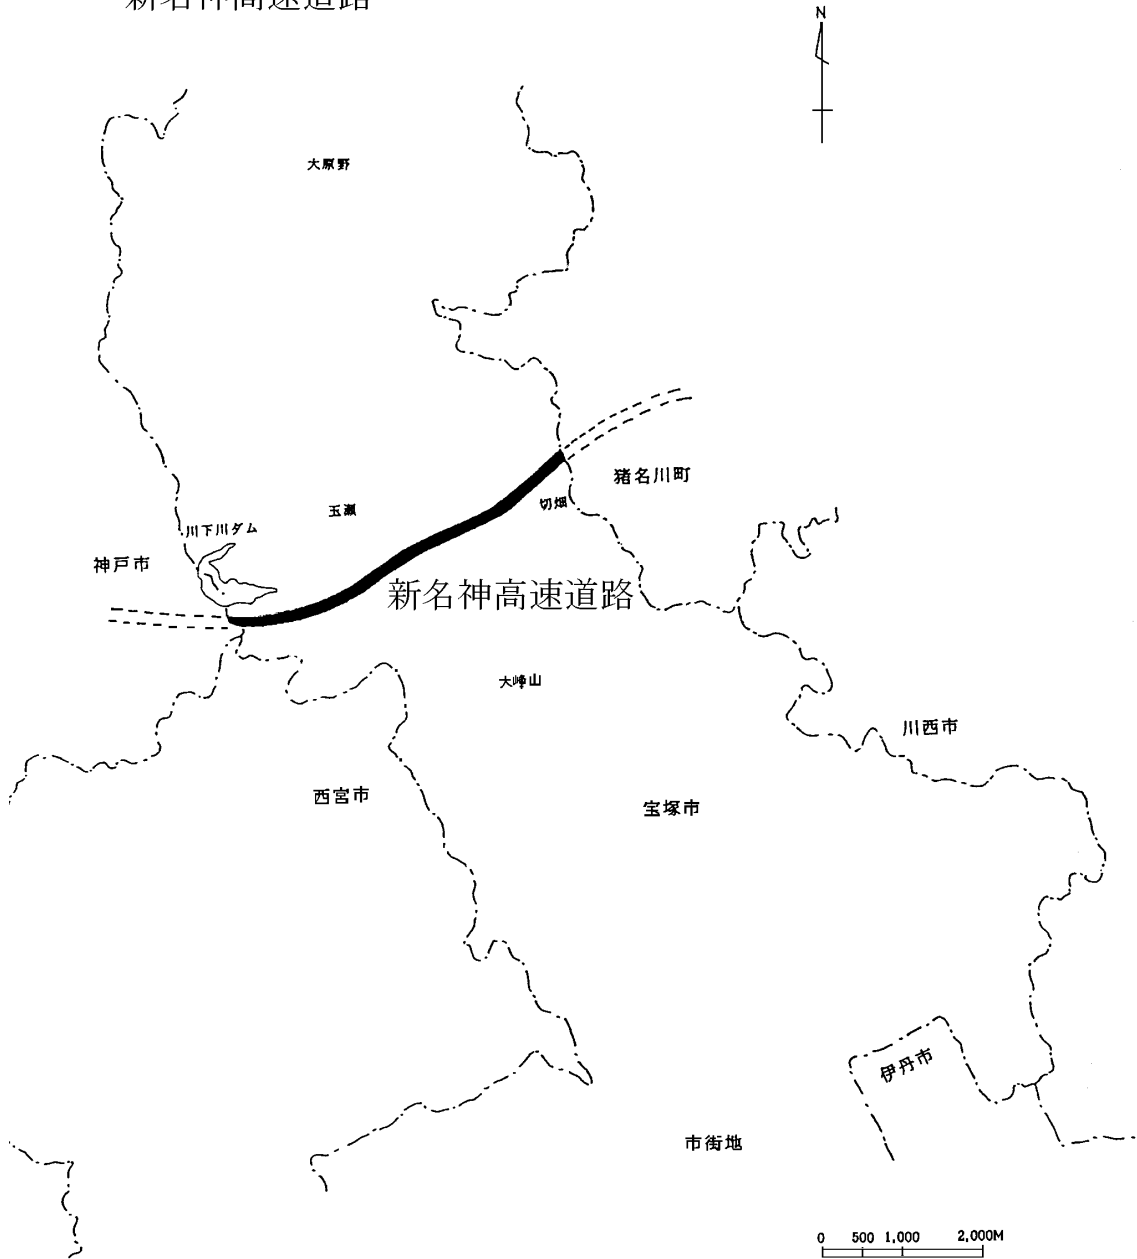 新名神高速道路
N
大原野
猪名川町
切畑
玉瀬
川下川ダム
神戸市
新名神高速道路
大峰山
川西市
西宮市
宝塚市
伊丹市
市街地
0 500 1,000 2,000M